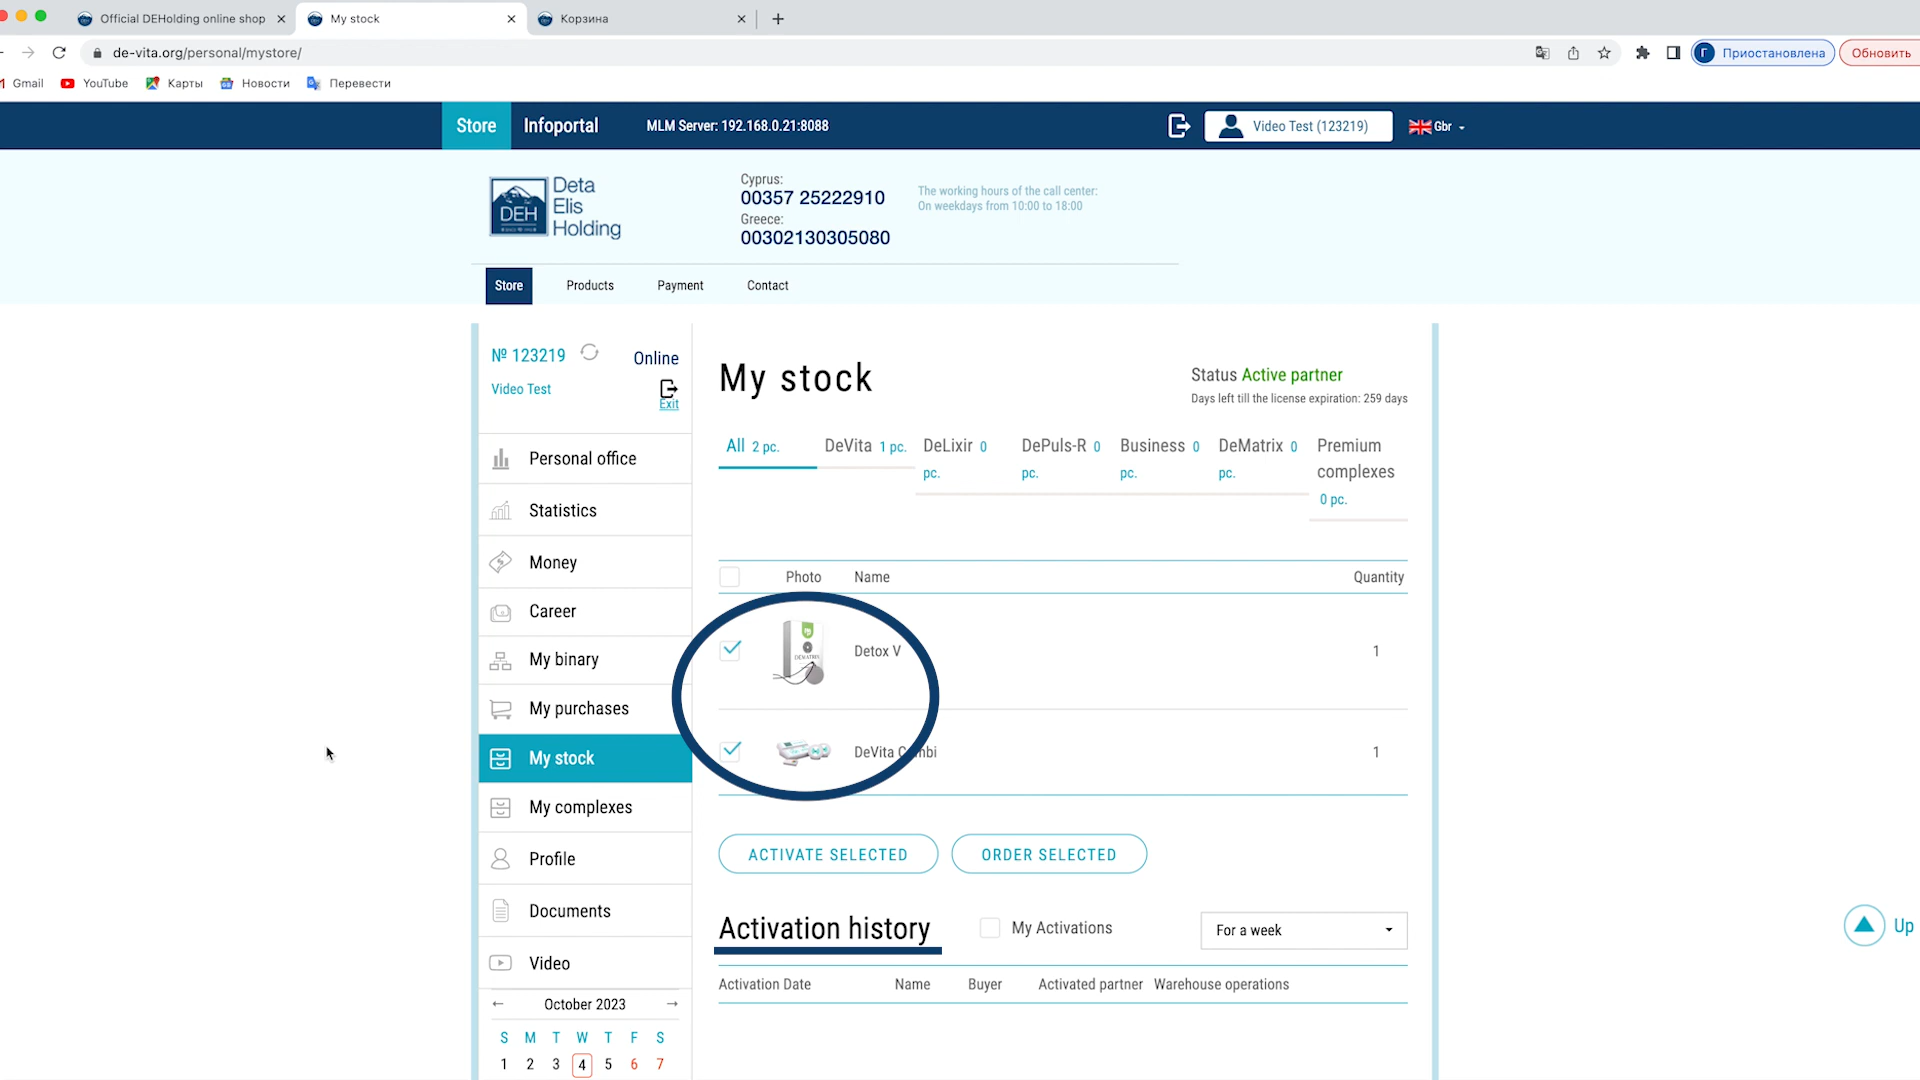 Official DEHolding online shop
My stock
Корзина
de-vita.org/personal/mystore/
Г Приостановлена
Обновить
Gmail
YouTube
Карты
Новости
Перевести
Store
Infoportal
MLM Server: 192.168.0.21:8088
Video Test (123219)
Gbr
DEH
Deta
Elis
Holding
Cyprus:
00357 25222910
Greece:
00302130305080
The working hours of the call center:
On weekdays from 10:00 to 18:00
Store
Products
Payment
Contact
№ 123219
Online
Video Test
Exit
Personal office
Statistics
Money
Career
My binary
My purchases
My stock
My complexes
Profile
Documents
Video
← October 2023 →
S M T W T F S
1 2 3 4 5 6 7
My stock
Status Active partner
Days left till the license expiration: 259 days
All 2 pc.
DeVita 1 pc.
DeLixir 0 pc.
DePuls-R 0 pc.
Business 0 pc.
DeMatrix 0 pc.
Premium complexes 0 pc.
Photo Name Quantity
DEMATRIX
Detox V 1
DeVita 1
ACTIVATE SELECTED
ORDER SELECTED
Activation history
My Activations
For a week
Activation Date Name Buyer Activated partner Warehouse operations
Up